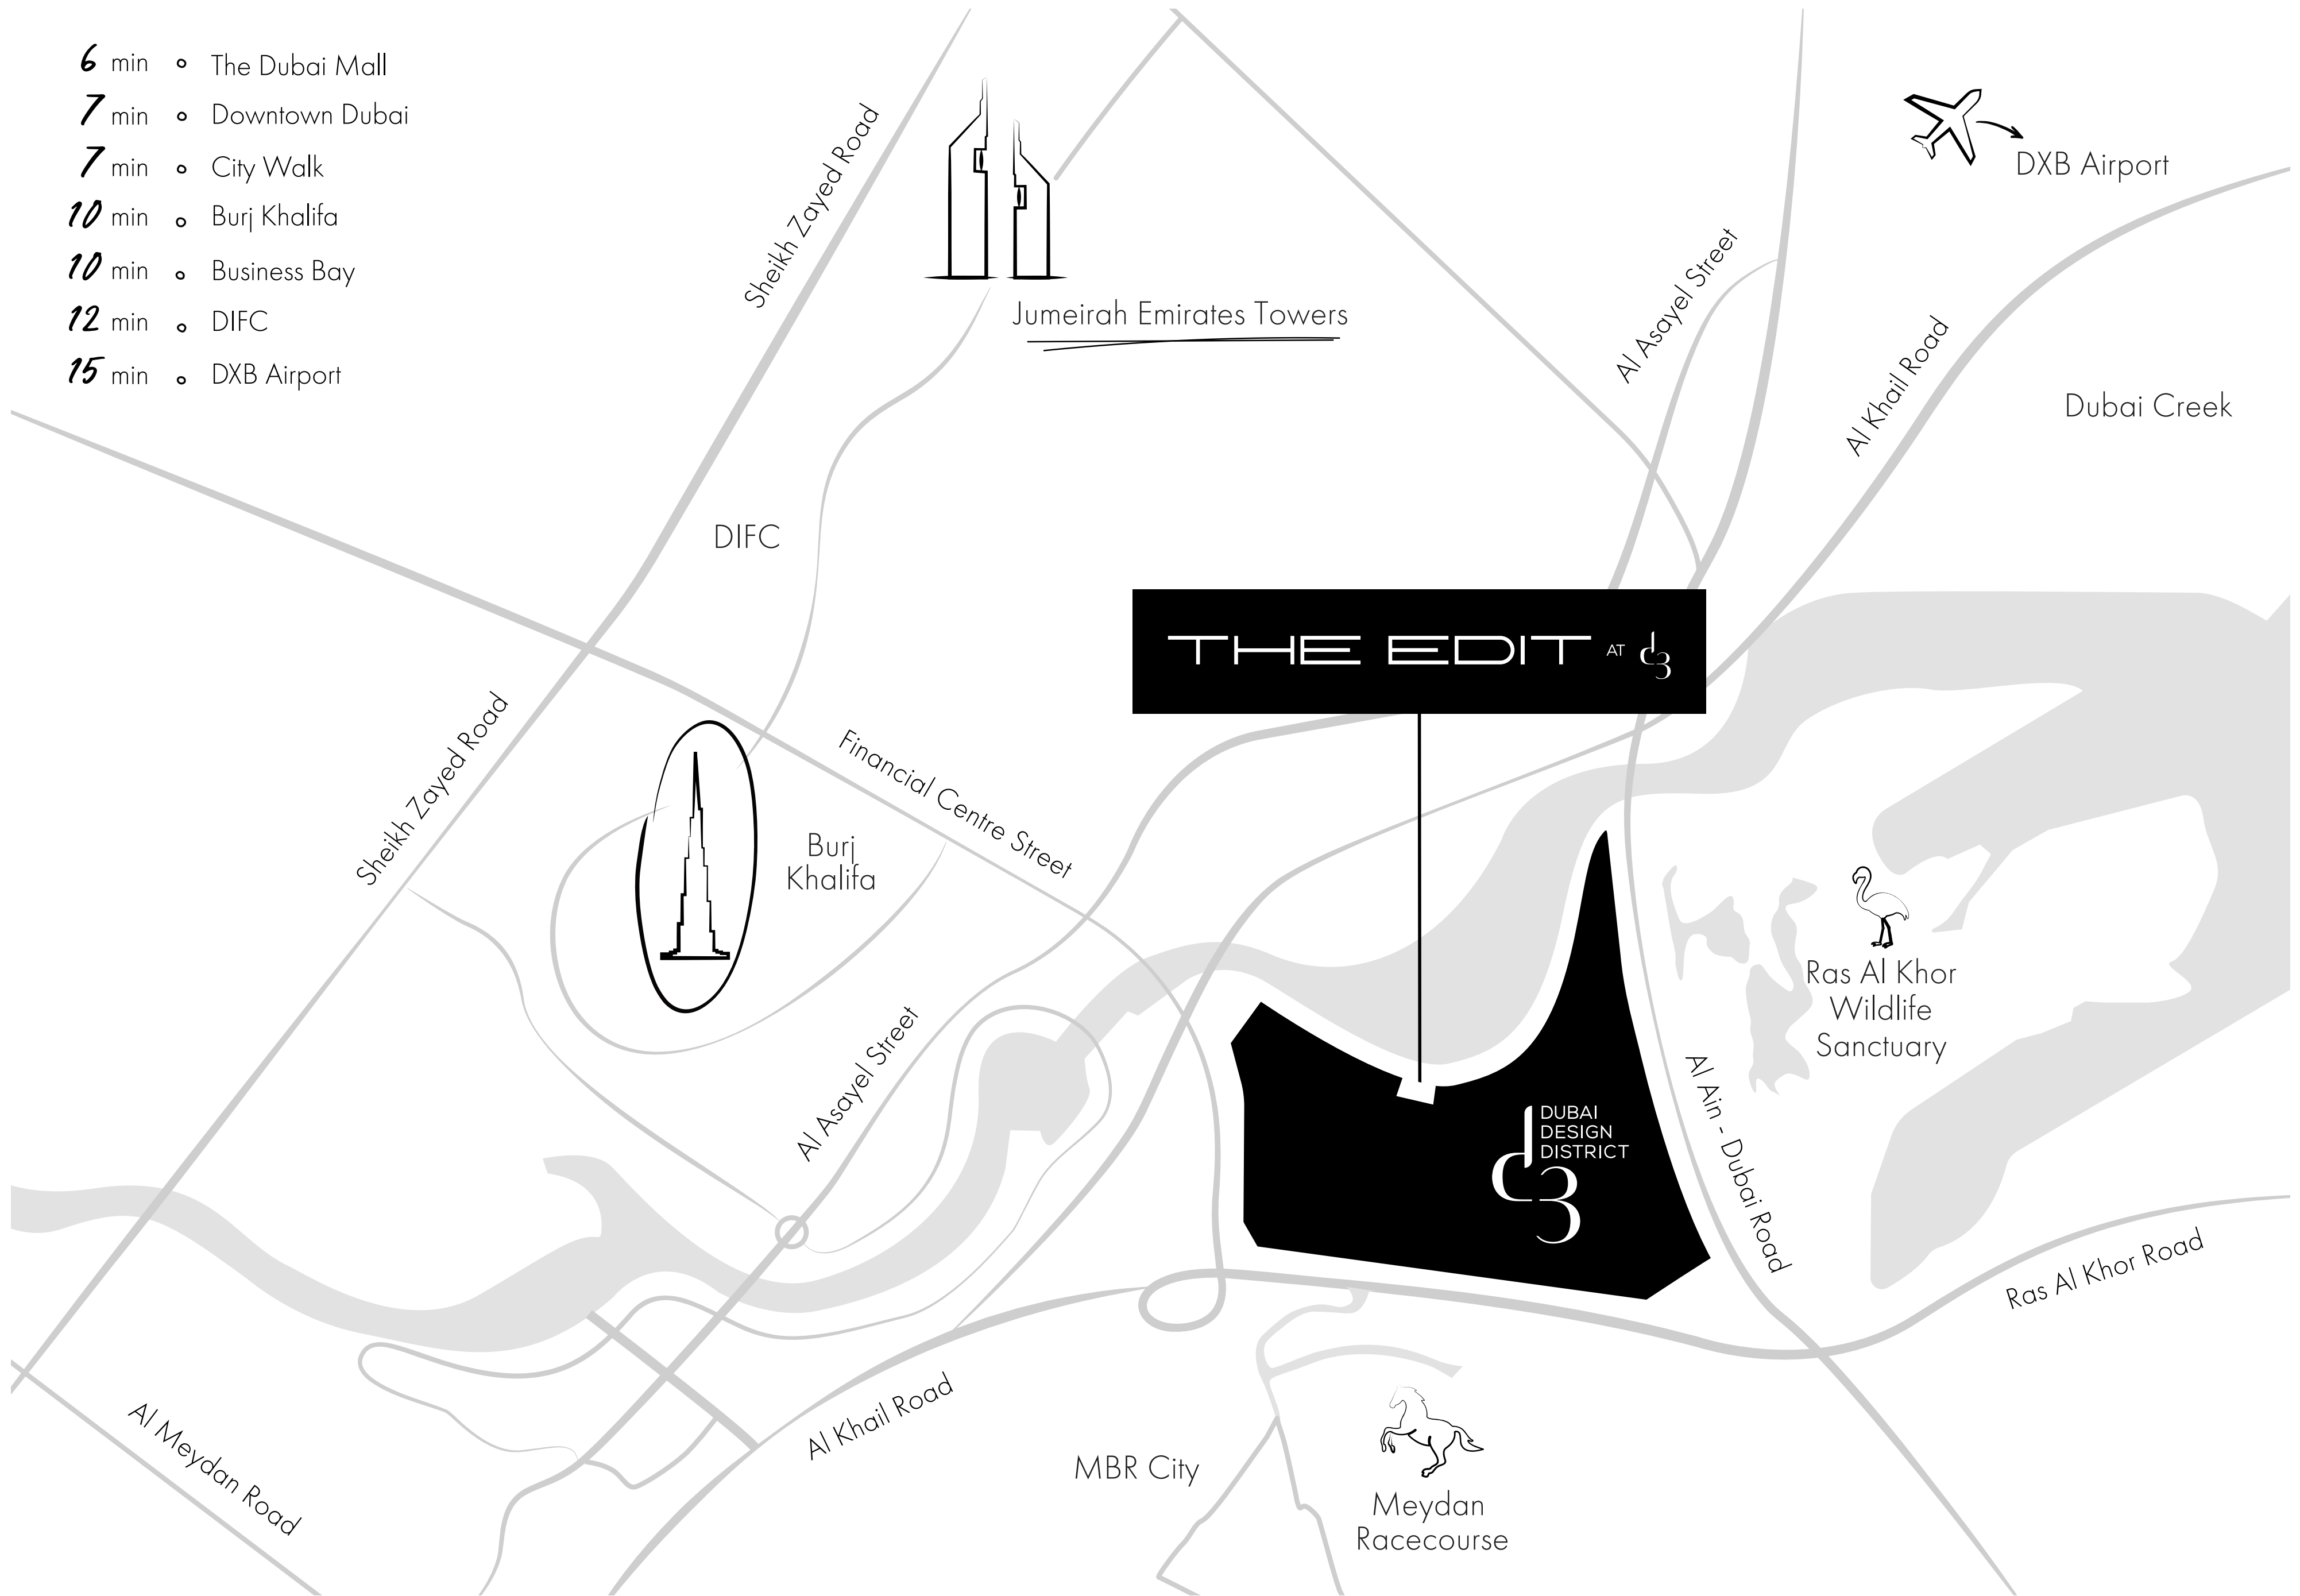 6 min The Dubai Mall
7 min Downtown Dubai
7 min City Walk
10 min Burj Khalifa
10 min Business Bay
12 min DIFC
15 min DXB Airport
Sheikh Zayed Road
Jumeirah Emirates Towers
DXB Airport
Al Asayel Street
Al Khail Road
Dubai Creek
DIFC
THE EDIT AT d3
Sheikh Zayed Road
Financial Centre Street
Burj
Khalifa
Ras Al Khor
Wildlife
Sanctuary
Al Asayel Street
DUBAI
DESIGN
DISTRICT
d3
Al Ain - Dubai Road
Ras Al Khor Road
Al Meydan Road
Al Khail Road
MBR City
Meydan
Racecourse